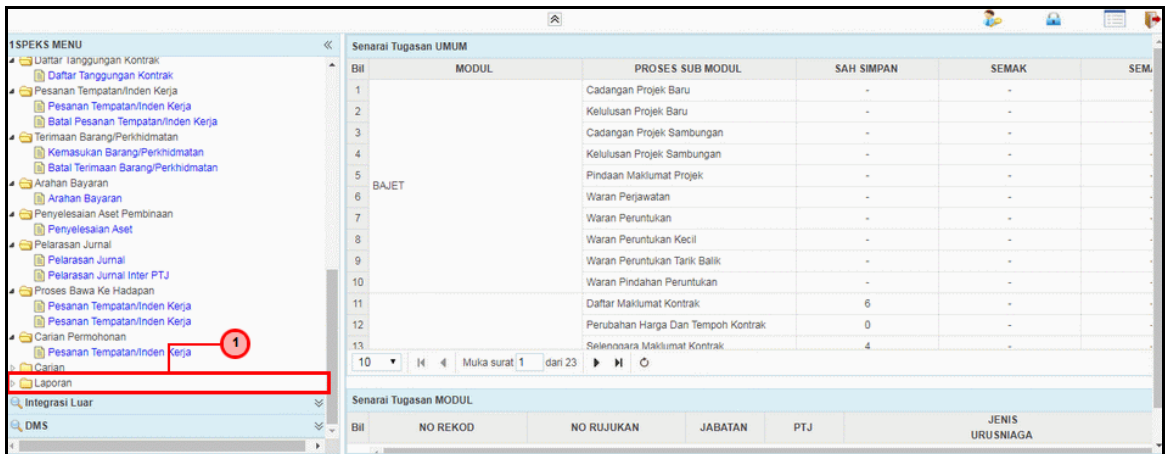 1SPEKS MENU
Daftar Tanggungan Kontrak
Daftar Tanggungan Kontrak
Pesanan Tempatan/Inden Kerja
Pesanan Tempatan/Inden Kerja
Batal Pesanan Tempatan/Inden Kerja
Terimaan Barang/Perkhidmatan
Kemasukan Barang/Perkhidmatan
Batal Terimaan Barang/Perkhidmatan
Arahan Bayaran
Arahan Bayaran
Penyelesaian Aset Pembinaan
Penyelesaian Aset
Pelarasan Jurnal
Pelarasan Jurnal
Pelarasan Jurnal Inter PTJ
Proses Bawa Ke Hadapan
Pesanan Tempatan/Inden Kerja
Pesanan Tempatan/Inden Kerja
Carian Permohonan
Pesanan Tempatan/Inden Kerja
1
Carian
Laporan
Integrasi Luar
DMS
Senarai Tugasan UMUM
Bil MODUL PROSES SUB MODUL SAH SIMPAN SEMAK SEMA
1 Cadangan Projek Baru - - -
2 Kelulusan Projek Baru - - -
3 Cadangan Projek Sambungan - - -
4 Kelulusan Projek Sambungan - - -
5 Pindaan Maklumat Projek - - -
BAJET
6 Waran Perjawatan - - -
7 Waran Peruntukan - - -
8 Waran Peruntukan Kecil - - -
9 Waran Peruntukan Tarik Balik - - -
10 Waran Pindahan Peruntukan - - -
11 Daftar Maklumat Kontrak 6 - -
12 Perubahan Harga Dan Tempoh Kontrak 0 - -
13 Selenggara Maklumat Kontrak 4 - -
10 Muka surat 1 dari 23
Senarai Tugasan MODUL
Bil NO REKOD NO RUJUKAN JABATAN PTJ JENIS URUSNIAGA